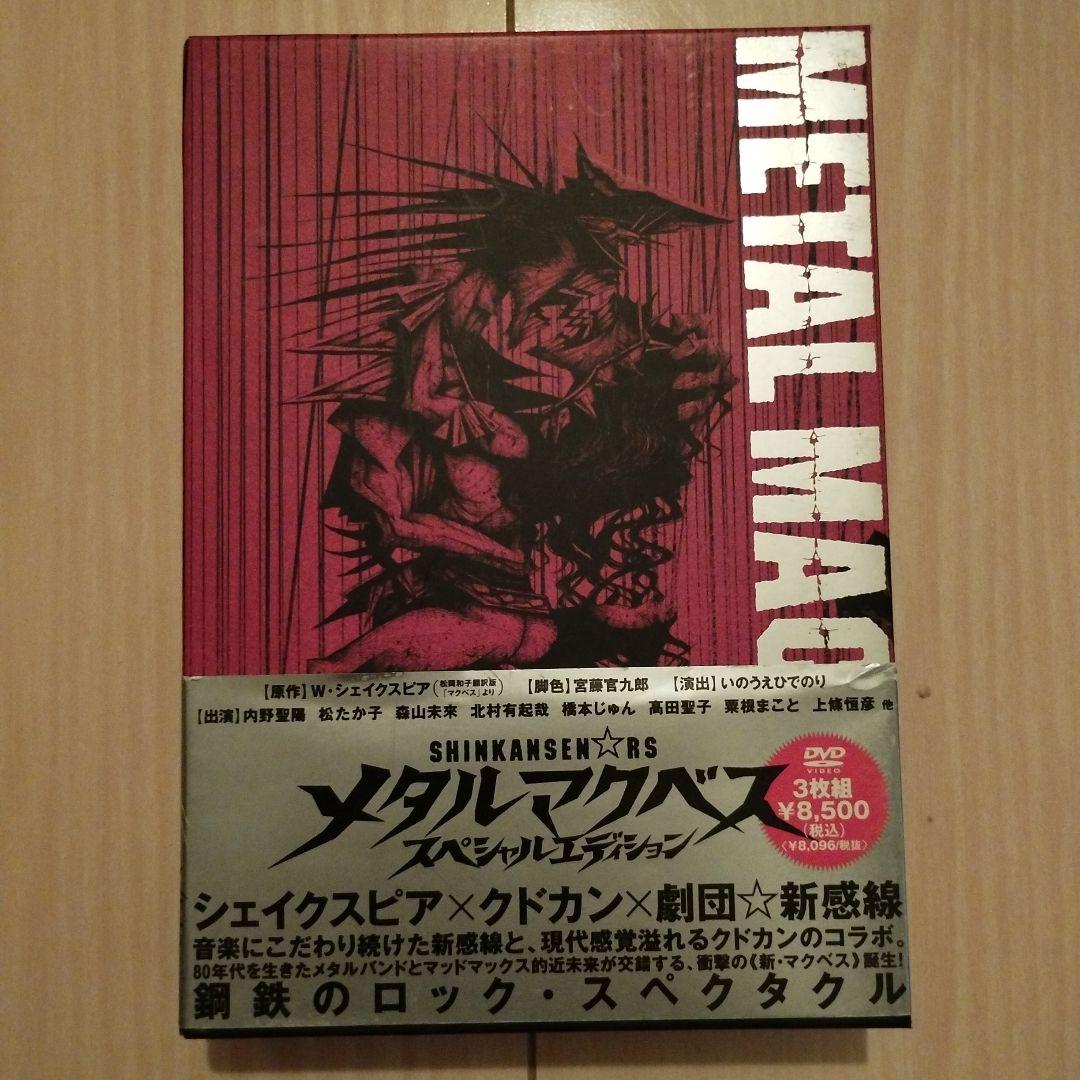 METAL MAC
【原作】W・シェイクスピア(松岡和子翻訳版「マクベス」より) 【脚色】宮藤官九郎 【演出】いのうえひでのり
【出演】内野聖陽 松たか子 森山未來 北村有起哉 橋本じゅん 高田聖子 粟根まこと 上條恒彦 他
SHINKANSEN☆RS
メタルマクベス
スペシャルエディション
DVD
VIDEO
3枚組
¥8,500
(税込)
〈¥8,096/税抜〉
シェイクスピア×クドカン×劇団☆新感線
音楽にこだわり続けた新感線と、現代感覚溢れるクドカンのコラボ。
80年代を生きたメタルバンドとマッドマックス的近未来が交錯する、衝撃の《新・マクベス》誕生!
鋼鉄のロック・スペクタクル